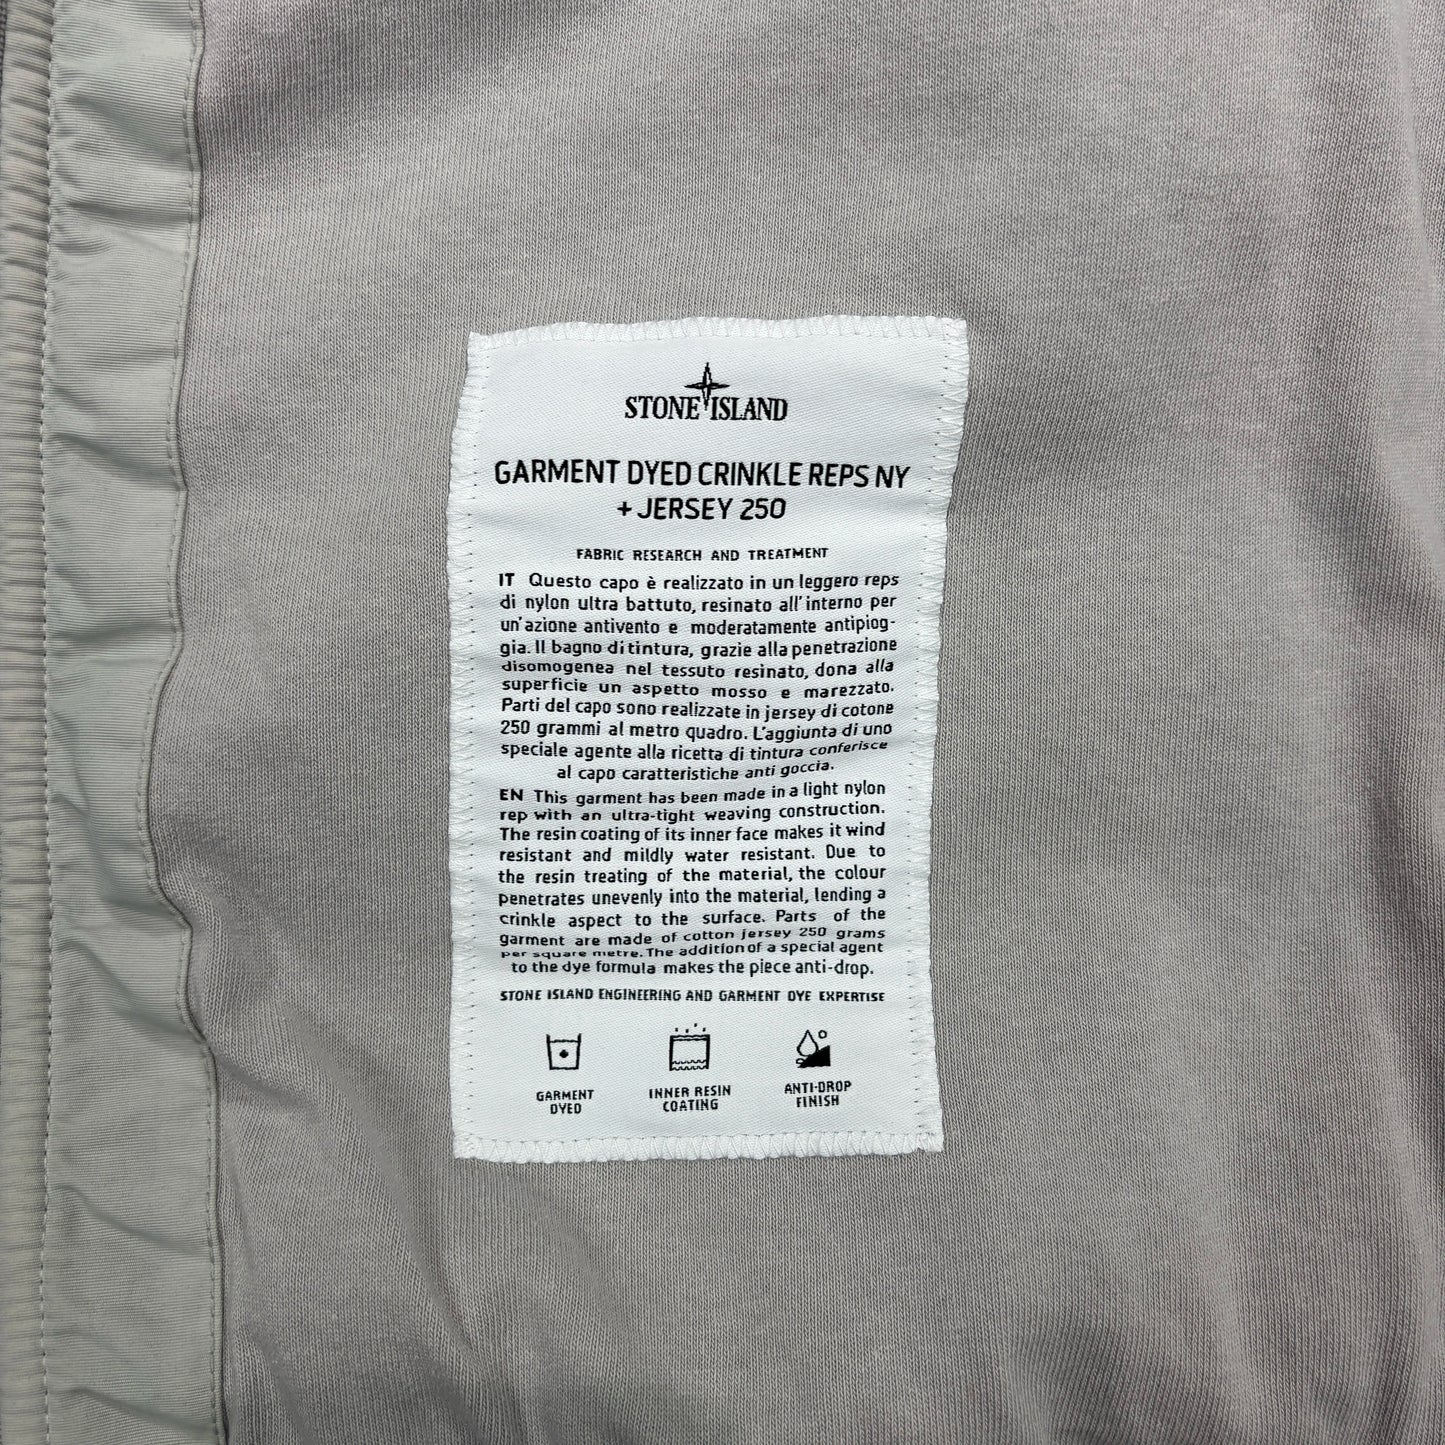 STONE ISLAND
GARMENT DYED CRINKLE REPS NY
+ JERSEY 250
FABRIC RESEARCH AND TREATMENT
IT Questo capo è realizzato in un leggero reps
di nylon ultra battuto, resinato all'interno per
un'azione antivento e moderatamente antipiog-
gia. Il bagno di tintura, grazie alla penetrazione
disomogenea nel tessuto resinato, dona alla
superficie un aspetto mosso e marezzato.
Parti del capo sono realizzate in jersey di cotone
250 grammi al metro quadro. L'aggiunta di uno
speciale agente alla ricetta di tintura conferisce
al capo caratteristiche anti goccia.
EN This garment has been made in a light nylon
rep with an ultra-tight weaving construction.
The resin coating of its inner face makes it wind
resistant and mildly water resistant. Due to
the resin treating of the material, the colour
penetrates unevenly into the material, lending a
crinkle aspect to the surface. Parts of the
garment are made of cotton jersey 250 grams
per square metre. The addition of a special agent
to the dye formula makes the piece anti-drop.
STONE ISLAND ENGINEERING AND GARMENT DYE EXPERTISE
GARMENT
DYED
INNER RESIN
COATING
ANTI-DROP
FINISH